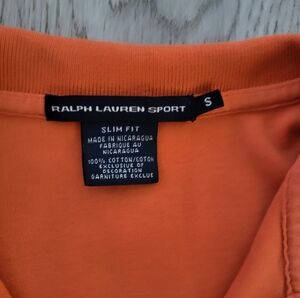 RALPH LAUREN SPORT S
SLIM FIT
MADE IN NICARAGUA
FABRIQUE AU
NICARAGUA
100% COTTON/COTON
EXCLUSIVE OF
DECORATION
GARNITURE EXCLUE